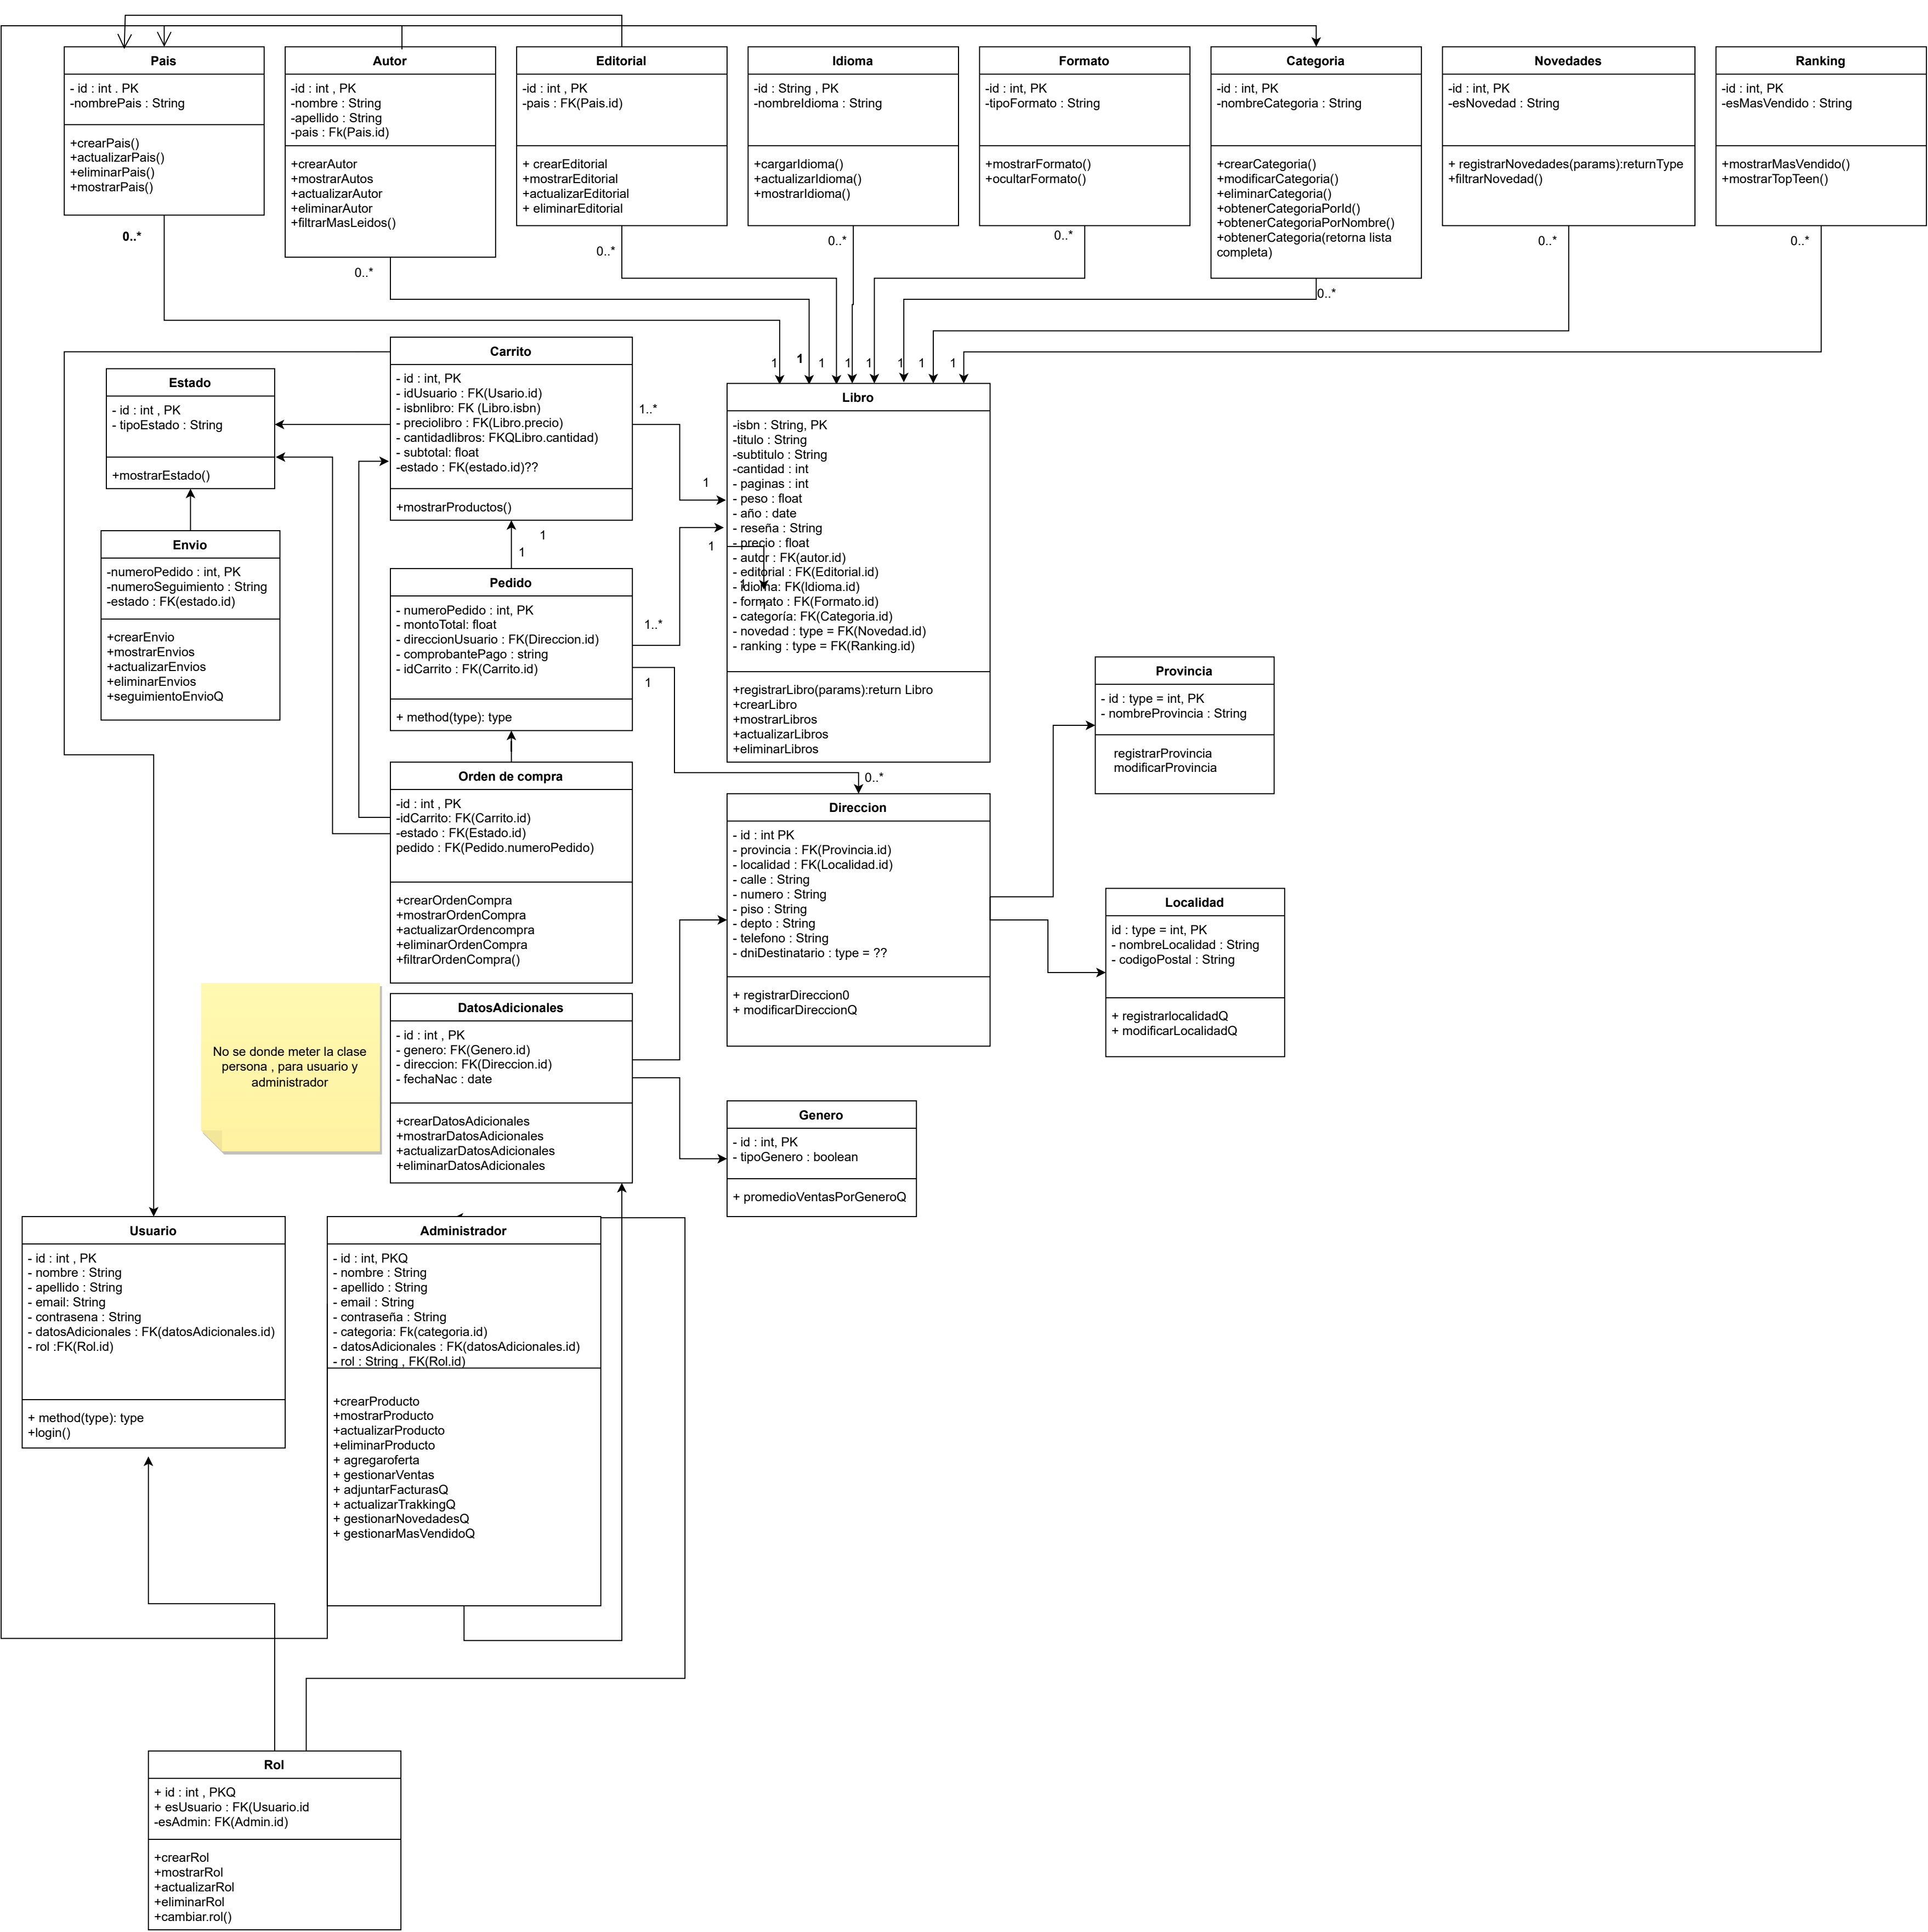 Pais
- id : int . PK
-nombrePais : String
+crearPais()
+actualizarPais()
+eliminarPais()
+mostrarPais()
0..*
Autor
-id : int , PK
-nombre : String
-apellido : String
-pais : Fk(Pais.id)
+crearAutor
+mostrarAutos
+actualizarAutor
+eliminarAutor
+filtrarMasLeidos()
0..*
Editorial
-id : int , PK
-pais : FK(Pais.id)
+ crearEditorial
+mostrarEditorial
+actualizarEditorial
+ eliminarEditorial
0..*
Idioma
-id : String , PK
-nombreIdioma : String
+cargarIdioma()
+actualizarIdioma()
+mostrarIdioma()
0..*
Formato
-id : int, PK
-tipoFormato : String
+mostrarFormato()
+ocultarFormato()
0..*
Categoria
-id : int, PK
-nombreCategoria : String
+crearCategoria()
+modificarCategoria()
+eliminarCategoria()
+obtenerCategoriaPorId()
+obtenerCategoriaPorNombre()
+obtenerCategoria(retorna lista
completa)
0..*
Novedades
-id : int, PK
-esNovedad : String
+ registrarNovedades(params):returnType
+filtrarNovedad()
0..*
Ranking
-id : int, PK
-esMasVendido : String
+mostrarMasVendido()
+mostrarTopTeen()
0..*
1
1
1
1
1
1
1
1
Carrito
- id : int, PK
- idUsuario : FK(Usario.id)
- isbnlibro: FK (Libro.isbn)
- preciolibro : FK(Libro.precio)
- cantidadlibros: FKQLibro.cantidad)
- subtotal: float
-estado : FK(estado.id)??
+mostrarProductos()
1..*
1
1
1
Estado
- id : int , PK
- tipoEstado : String
+mostrarEstado()
Envio
-numeroPedido : int, PK
-numeroSeguimiento : String
-estado : FK(estado.id)
+crearEnvio
+mostrarEnvios
+actualizarEnvios
+eliminarEnvios
+seguimientoEnvioQ
Libro
-isbn : String, PK
-titulo : String
-subtitulo : String
-cantidad : int
- paginas : int
- peso : float
- año : date
- reseña : String
- precio : float
- autor : FK(autor.id)
- editorial : FK(Editorial.id)
- idioma: FK(Idioma.id)
- formato : FK(Formato.id)
- categoría: FK(Categoria.id)
- novedad : type = FK(Novedad.id)
- ranking : type = FK(Ranking.id)
+registrarLibro(params):return Libro
+crearLibro
+mostrarLibros
+actualizarLibros
+eliminarLibros
1
1
1
Pedido
- numeroPedido : int, PK
- montoTotal: float
- direccionUsuario : FK(Direccion.id)
- comprobantePago : string
- idCarrito : FK(Carrito.id)
+ method(type): type
1..*
1
Orden de compra
-id : int , PK
-idCarrito: FK(Carrito.id)
-estado : FK(Estado.id)
pedido : FK(Pedido.numeroPedido)
+crearOrdenCompra
+mostrarOrdenCompra
+actualizarOrdencompra
+eliminarOrdenCompra
+filtrarOrdenCompra()
0..*
Direccion
- id : int PK
- provincia : FK(Provincia.id)
- localidad : FK(Localidad.id)
- calle : String
- numero : String
- piso : String
- depto : String
- telefono : String
- dniDestinatario : type = ??
+ registrarDireccion0
+ modificarDireccionQ
Provincia
- id : type = int, PK
- nombreProvincia : String
registrarProvincia
modificarProvincia
Localidad
id : type = int, PK
- nombreLocalidad : String
- codigoPostal : String
+ registrarlocalidadQ
+ modificarLocalidadQ
No se donde meter la clase
persona , para usuario y
administrador
DatosAdicionales
- id : int , PK
- genero: FK(Genero.id)
- direccion: FK(Direccion.id)
- fechaNac : date
+crearDatosAdicionales
+mostrarDatosAdicionales
+actualizarDatosAdicionales
+eliminarDatosAdicionales
Genero
- id : int, PK
- tipoGenero : boolean
+ promedioVentasPorGeneroQ
Usuario
- id : int , PK
- nombre : String
- apellido : String
- email: String
- contrasena : String
- datosAdicionales : FK(datosAdicionales.id)
- rol :FK(Rol.id)
+ method(type): type
+login()
Administrador
- id : int, PKQ
- nombre : String
- apellido : String
- email : String
- contraseña : String
- categoria: Fk(categoria.id)
- datosAdicionales : FK(datosAdicionales.id)
- rol : String , FK(Rol.id)
+crearProducto
+mostrarProducto
+actualizarProducto
+eliminarProducto
+ agregaroferta
+ gestionarVentas
+ adjuntarFacturasQ
+ actualizarTrakkingQ
+ gestionarNovedadesQ
+ gestionarMasVendidoQ
Rol
+ id : int , PKQ
+ esUsuario : FK(Usuario.id
-esAdmin: FK(Admin.id)
+crearRol
+mostrarRol
+actualizarRol
+eliminarRol
+cambiar.rol()